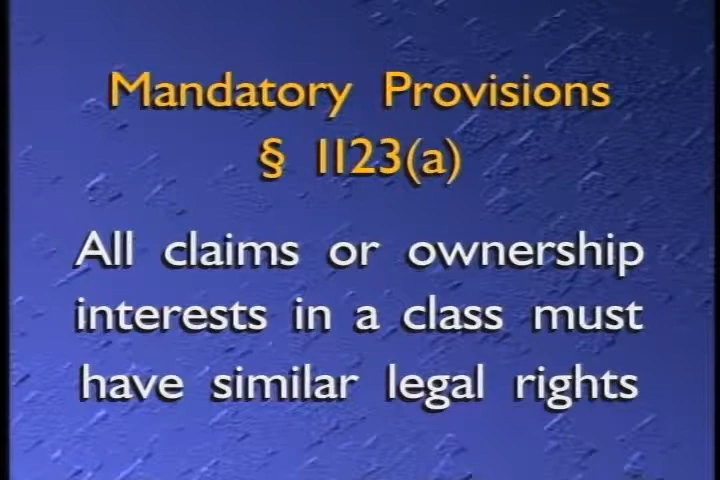 Mandatory Provisions
§ 1123(a)
All claims or ownership
interests in a class must
have similar legal rights